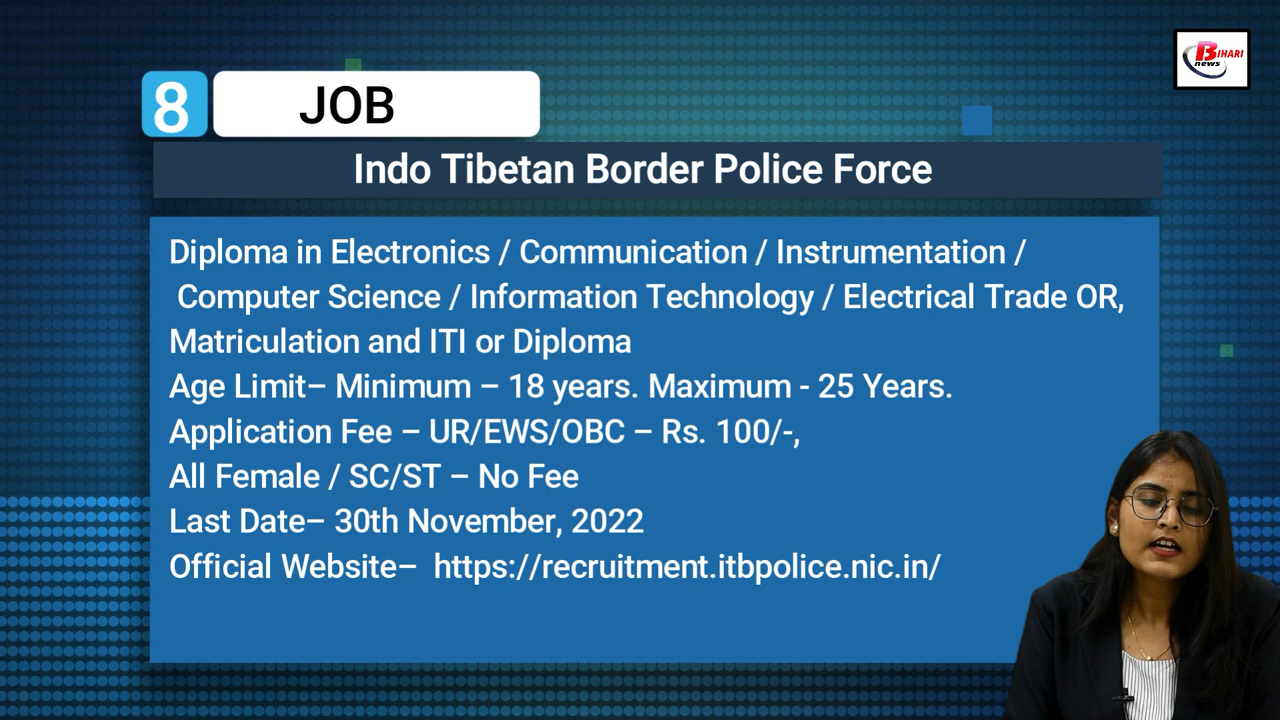 BIHARI
news
8 JOB
Indo Tibetan Border Police Force
Diploma in Electronics / Communication / Instrumentation /
Computer Science / Information Technology / Electrical Trade OR,
Matriculation and ITI or Diploma
Age Limit– Minimum – 18 years. Maximum - 25 Years.
Application Fee – UR/EWS/OBC – Rs. 100/-,
All Female / SC/ST – No Fee
Last Date– 30th November, 2022
Official Website– https://recruitment.itbpolice.nic.in/